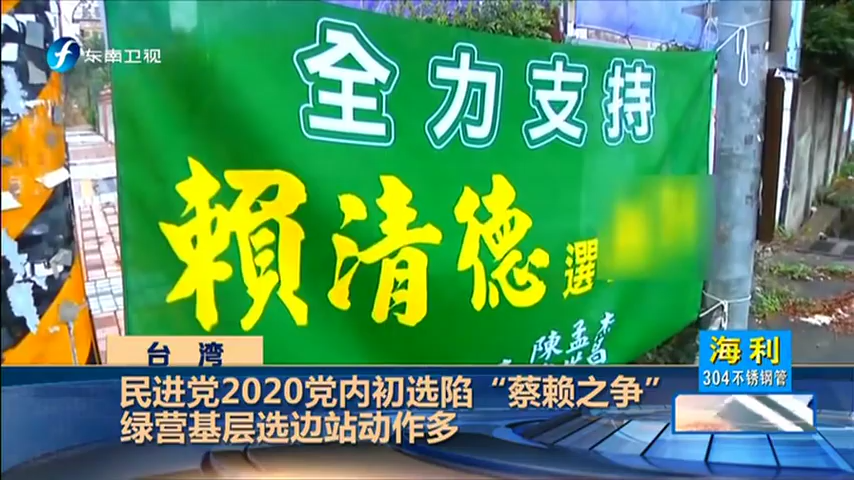 东南卫视
全力支持
賴清德
選
陳孟
台湾
海利
304不锈钢管
民进党2020党内初选陷“蔡赖之争”
绿营基层选边站动作多